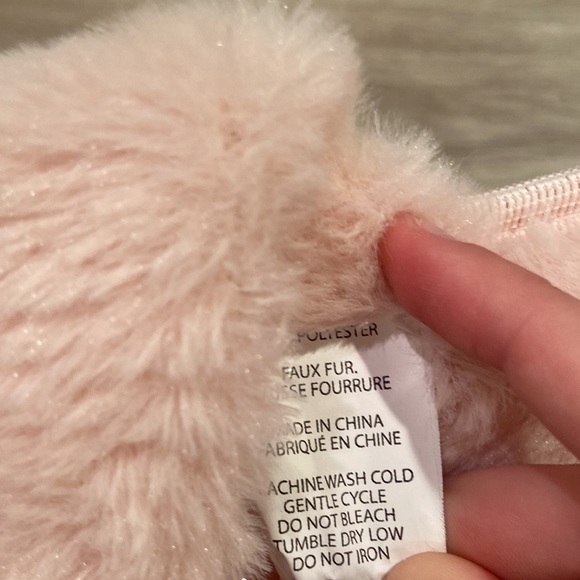 POLYESTER
FAUX FUR.
SSE FOURRURE
ADE IN CHINA
ABRIQUÉ EN CHINE
ACHINE WASH COLD
GENTLE CYCLE
DO NOT BLEACH
TUMBLE DRY LOW
DO NOT IRON